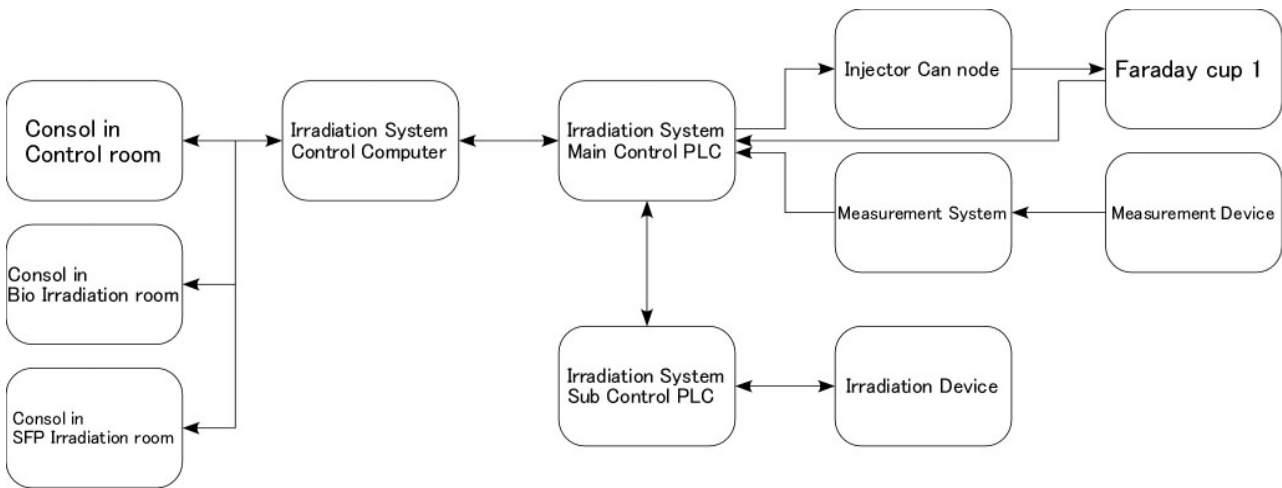 Consol in
Control room
Irradiation System
Control Computer
Irradiation System
Main Control PLC
Injector Can node
Faraday cup 1
Measurement System
Measurement Device
Consol in
Bio Irradiation room
Irradiation System
Sub Control PLC
Irradiation Device
Consol in
SFP Irradiation room